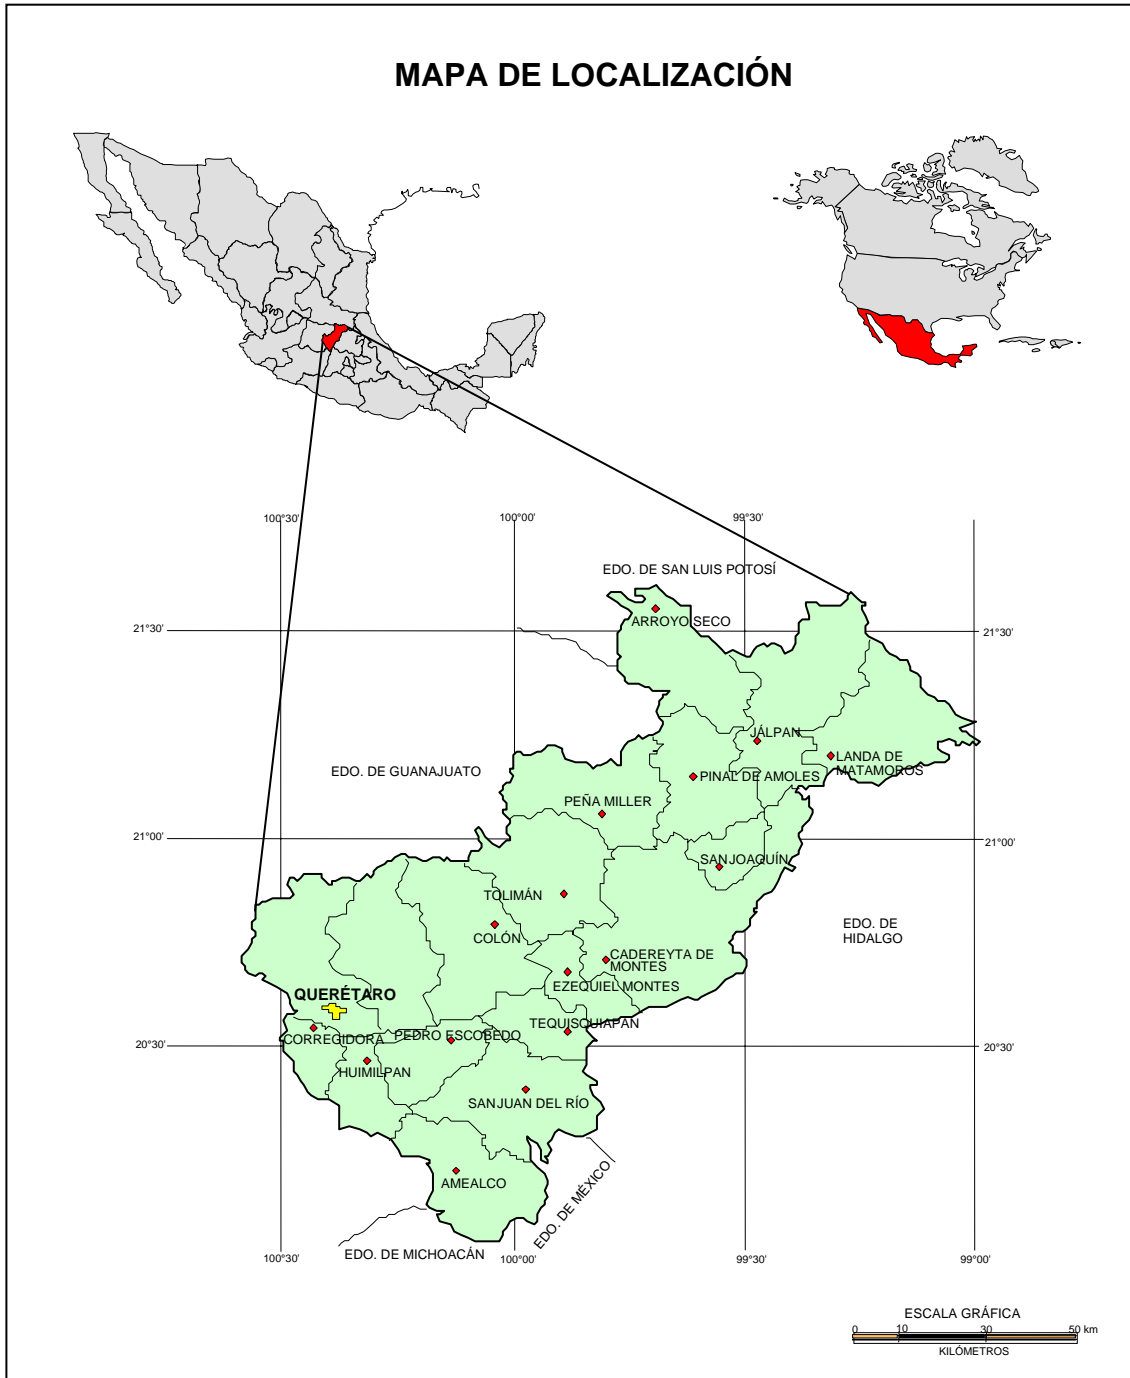 MAPA DE LOCALIZACIÓN
100°30'
100°00'
99°30'
EDO. DE SAN LUIS POTOSÍ
ARROYO SECO
21°30'
21°30'
JÁLPAN
LANDA DE
MATAMOROS
EDO. DE GUANAJUATO
PINAL DE AMOLES
PEÑA MILLER
21°00'
21°00'
SANJOAQUÍN
TOLIMÁN
EDO. DE
HIDALGO
COLÓN
CADEREYTA DE
MONTES
EZEQUIEL MONTES
QUERÉTARO
TEQUISQUIAPAN
CORREGIDORA
PEDRO ESCOBEDO
20°30'
20°30'
HUIMILPAN
SANJUAN DEL RÍO
AMEALCO
EDO. DE MÉXICO
EDO. DE MICHOACÁN
100°30'
100°00'
99°30'
99°00'
ESCALA GRÁFICA
0 10 30 50 km
KILÓMETROS